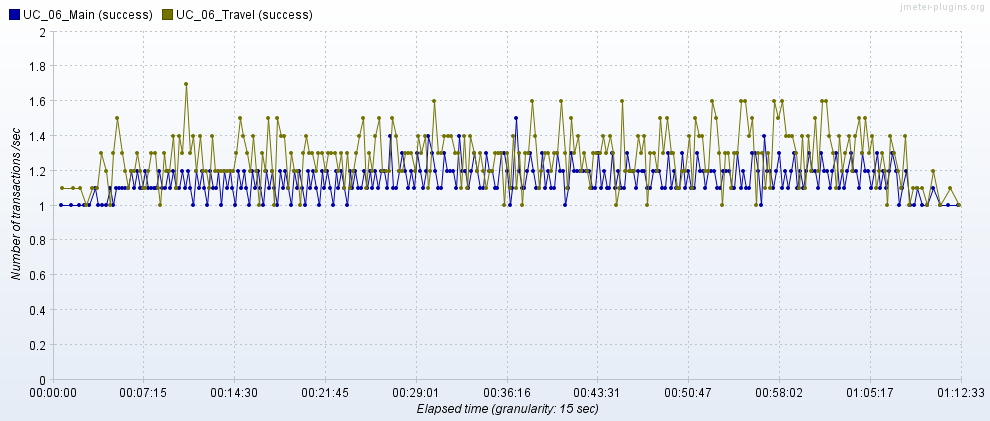 jmeter-plugins.org
UC_06_Main (success) UC_06_Travel (success)
Number of transactions/sec
2
1.8
1.6
1.4
1.2
1
0.8
0.6
0.4
0.2
0
00:00:00 00:07:15 00:14:30 00:21:45 00:29:01 00:36:16 00:43:31 00:50:47 00:58:02 01:05:17 01:12:33
Elapsed time (granularity: 15 sec)